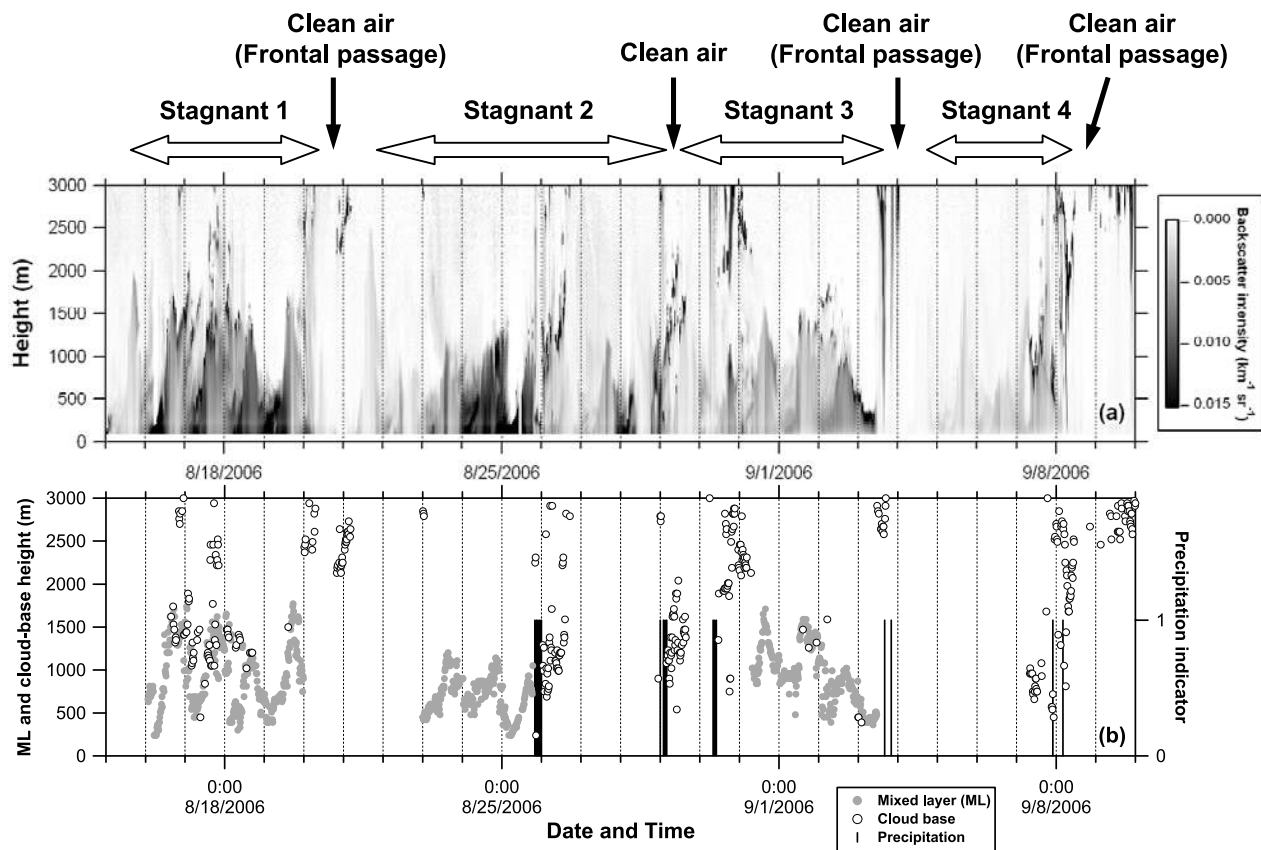 Clean air
(Frontal passage)
Clean air
Clean air
(Frontal passage)
Clean air
(Frontal passage)
Stagnant 1
Stagnant 2
Stagnant 3
Stagnant 4
3000
2500
2000
1500
1000
500
0
Height (m)
(a)
0.000
0.005
0.010
0.015
Backscatter intensity (km⁻¹ sr⁻¹)
8/18/2006
8/25/2006
9/1/2006
9/8/2006
3000
2500
2000
1500
1000
500
0
ML and cloud-base height (m)
1
0
Precipitation indicator
(b)
0:00
8/18/2006
0:00
8/25/2006
0:00
9/1/2006
0:00
9/8/2006
Date and Time
Mixed layer (ML)
Cloud base
Precipitation